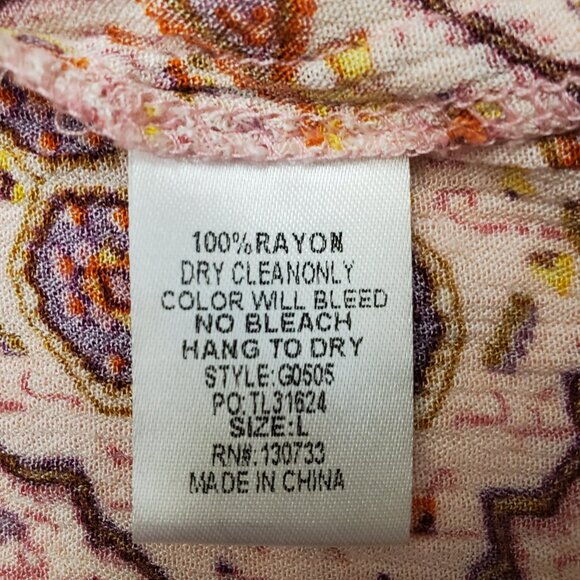 100% RAYON
DRY CLEANONLY
COLOR WILL BLEED
NO BLEACH
HANG TO DRY
STYLE:G0505
PO:TL31624
SIZE:L
RN#:130733
MADE IN CHINA